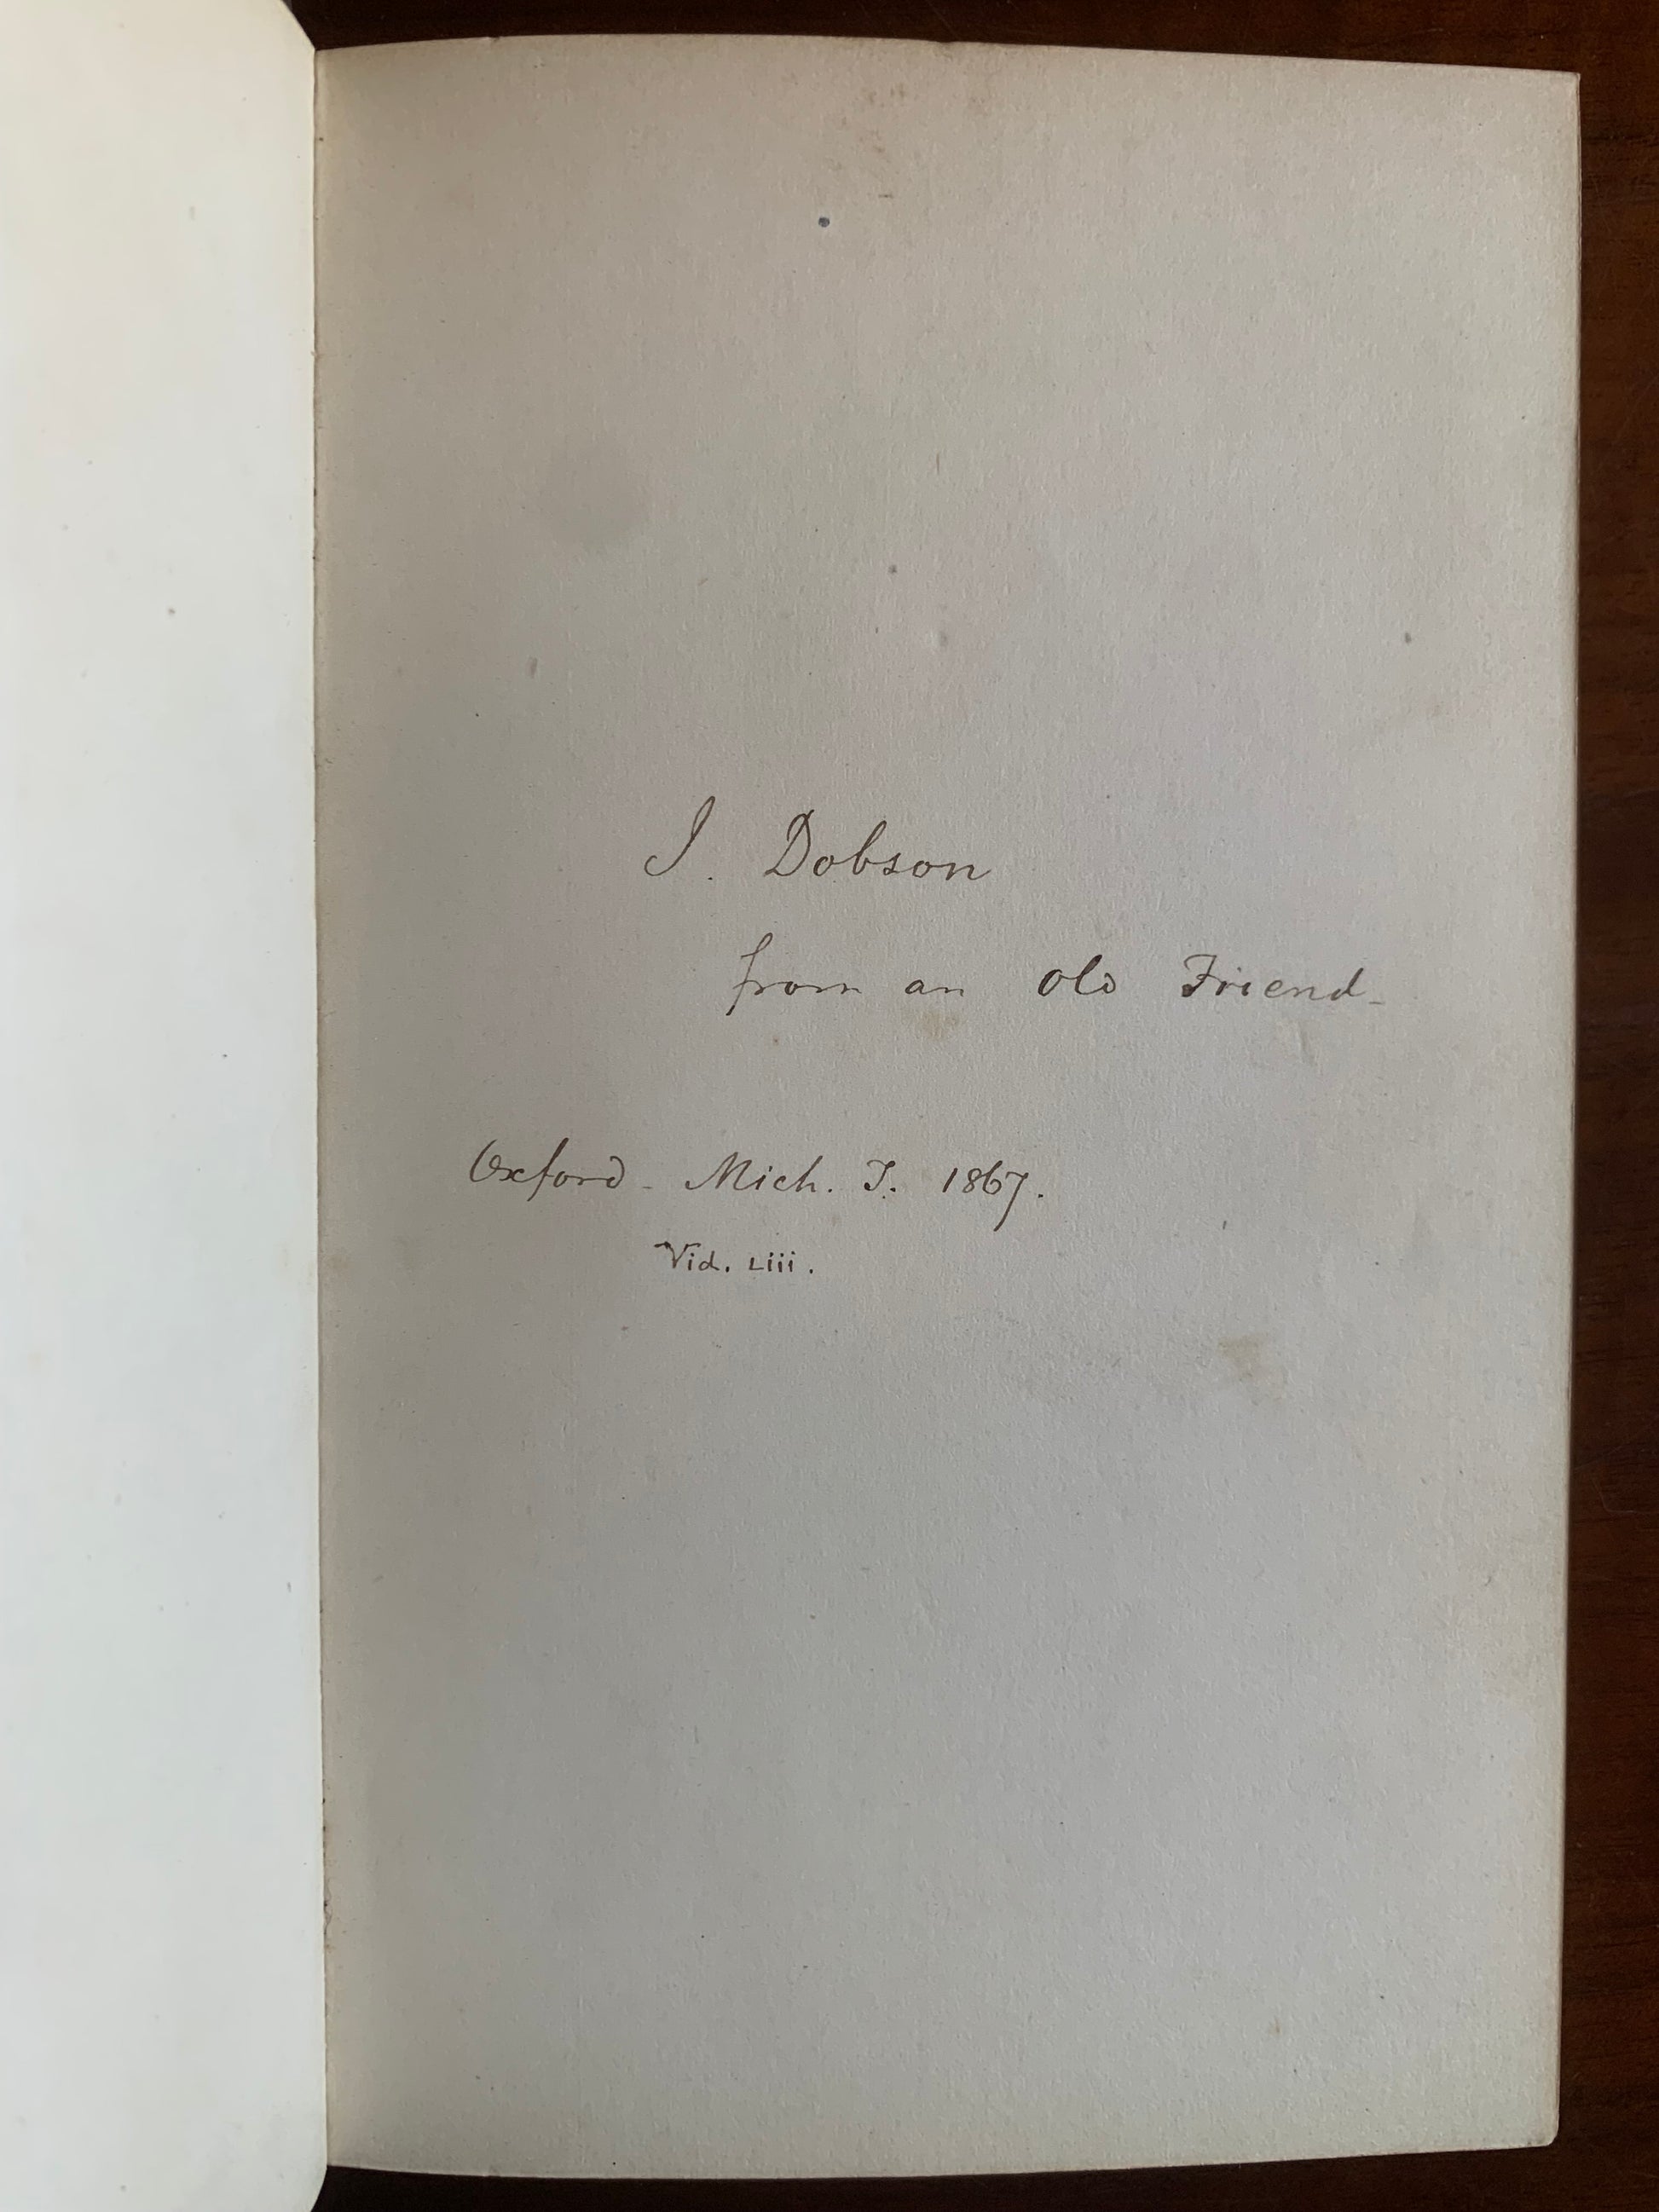 J. Dobson
from an Old Friend-
Oxford - Mich. T. 1867.
Vid. Liii.